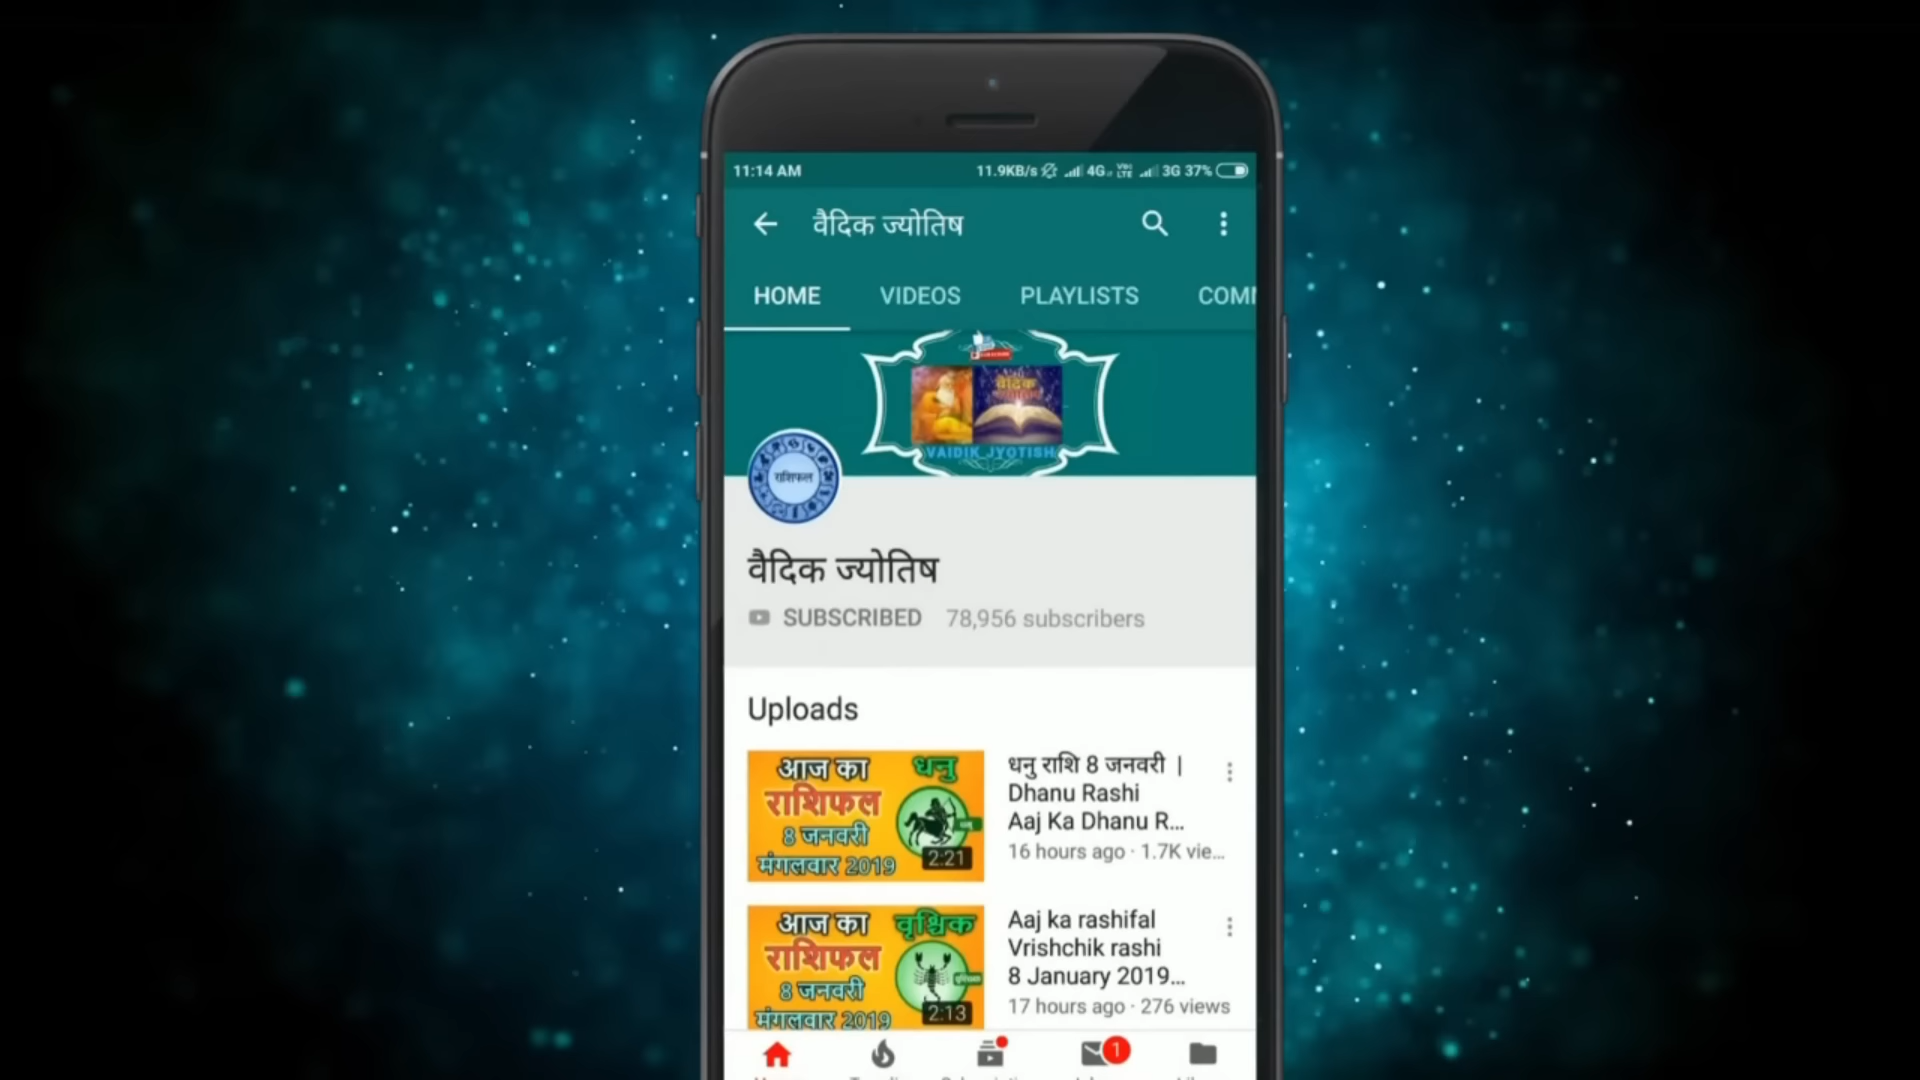 11:14 AM
11.9KB/s 4G 3G 37%
वैदिक ज्योतिष
HOME VIDEOS PLAYLISTS COMM
वैदिक
VAIDIK JYOTISH
राशिफल
वैदिक ज्योतिष
SUBSCRIBED 78,956 subscribers
Uploads
आज का धनु
राशिफल
8 जनवरी
मंगलवार 2019
2:21
धनु राशि 8 जनवरी |
Dhanu Rashi
Aaj Ka Dhanu R...
16 hours ago · 1.7K vie...
आज का वृश्चिक
राशिफल
8 जनवरी
मंगलवार 2019
2:13
Aaj ka rashifal
Vrishchik rashi
8 January 2019...
17 hours ago · 276 views
1